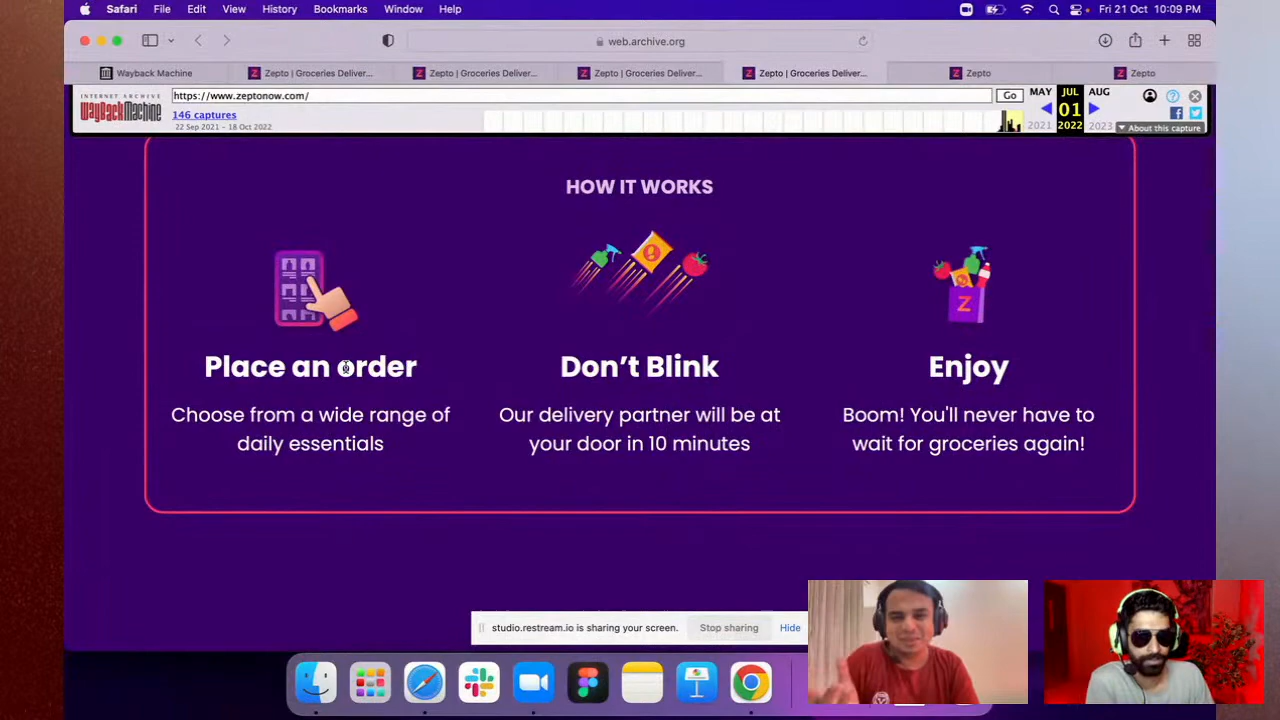 Safari File Edit View History Bookmarks Window Help Fri 21 Oct 10:09 PM
web.archive.org
Wayback Machine Zepto | Groceries Deliver... Zepto | Groceries Deliver... Zepto | Groceries Deliver... Zepto | Groceries Deliver... Zepto Zepto
INTERNET ARCHIVE
WayBackMachine
https://www.zeptonow.com/
Go
146 captures
22 Sep 2021 – 18 Oct 2022
MAY JUL AUG
01
2021 2022 2023
About this capture
HOW IT WORKS
Place an order
Choose from a wide range of
daily essentials
Don’t Blink
Our delivery partner will be at
your door in 10 minutes
Enjoy
Boom! You'll never have to
wait for groceries again!
studio.restream.io is sharing your screen. Stop sharing Hide